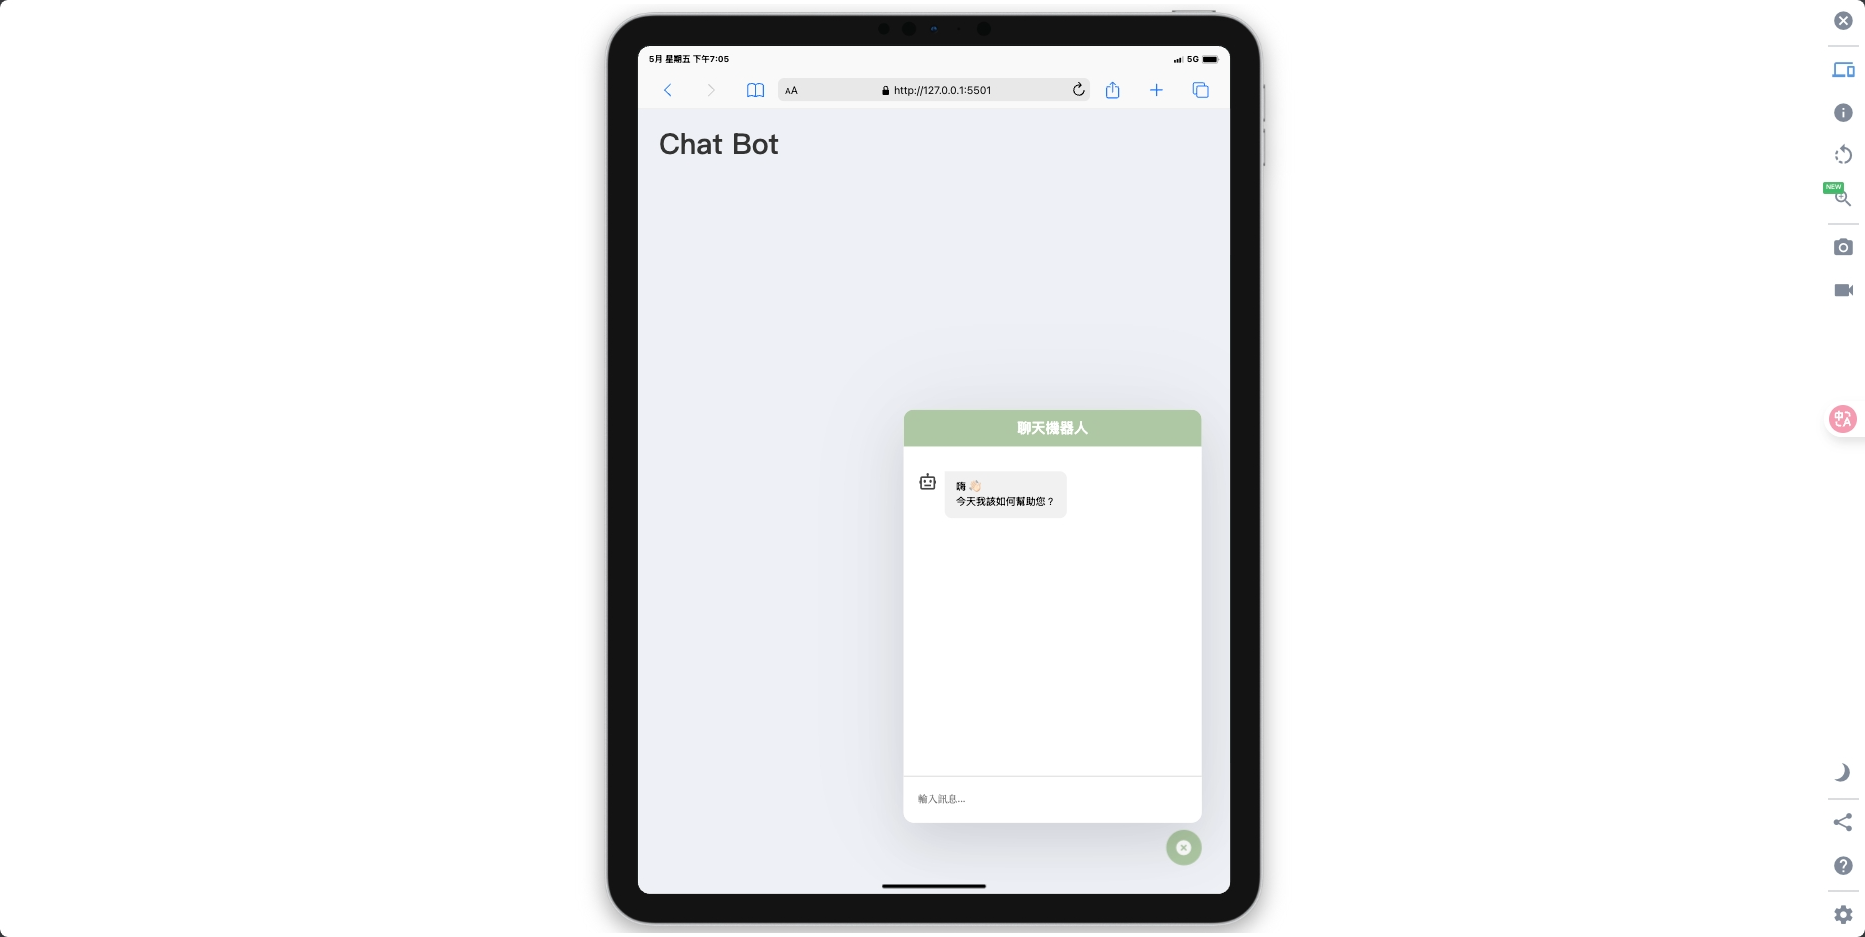 5月 星期五 下午7:05
5G
AA
http://127.0.0.1:5501
Chat Bot
聊天機器人
嗨 👋🏻
今天我該如何幫助您？
輸入訊息...
NEW
中
A